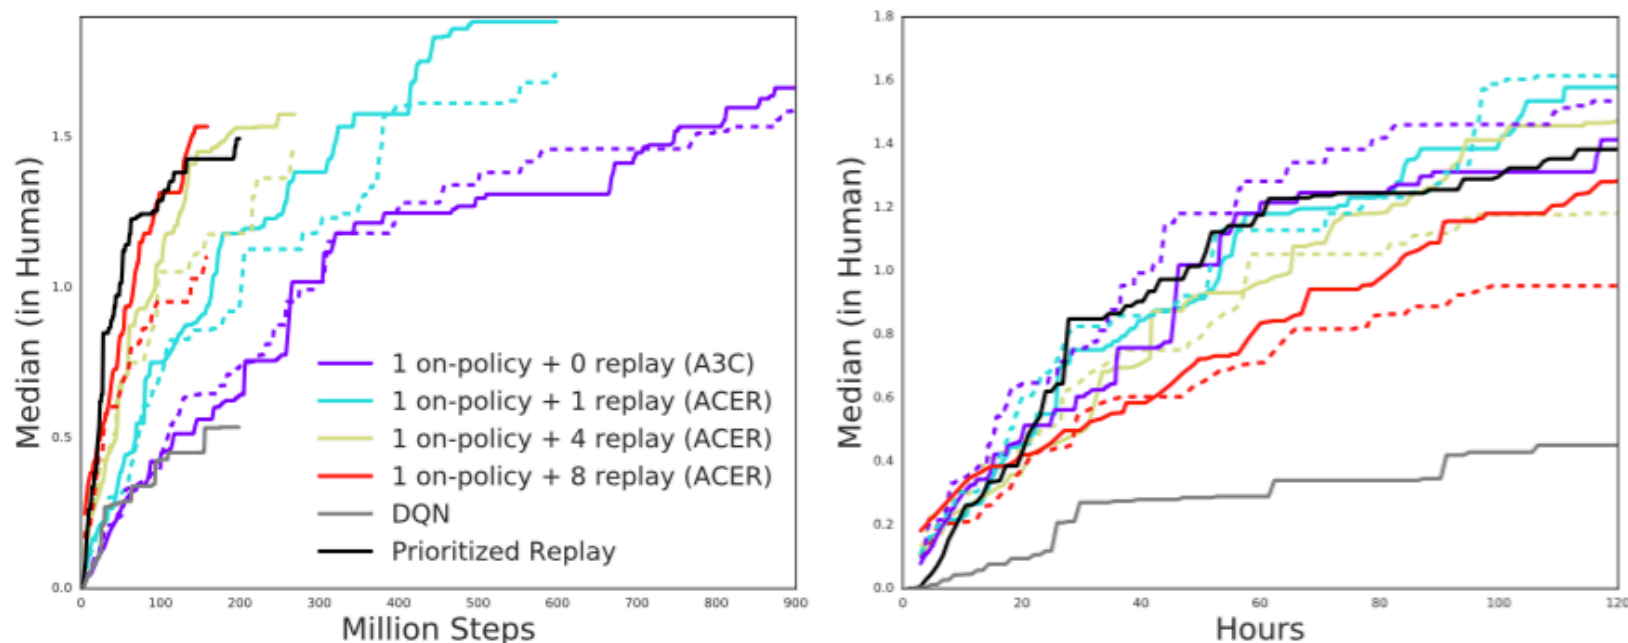 Median (in Human)
1.5
1.0
0.5
0.0
1 on-policy + 0 replay (A3C)
1 on-policy + 1 replay (ACER)
1 on-policy + 4 replay (ACER)
1 on-policy + 8 replay (ACER)
DQN
Prioritized Replay
0 100 200 300 400 500 600 700 800 900
Million Steps
Median (in Human)
1.8
1.6
1.4
1.2
1.0
0.8
0.6
0.4
0.2
0.0
0 20 40 60 80 100 120
Hours